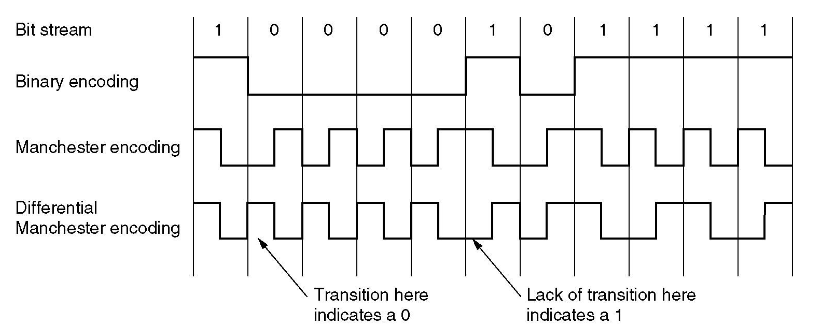 Bit stream 1 0 0 0 0 1 0 1 1 1 1
Binary encoding
Manchester encoding
Differential
Manchester encoding
Transition here
indicates a 0
Lack of transition here
indicates a 1